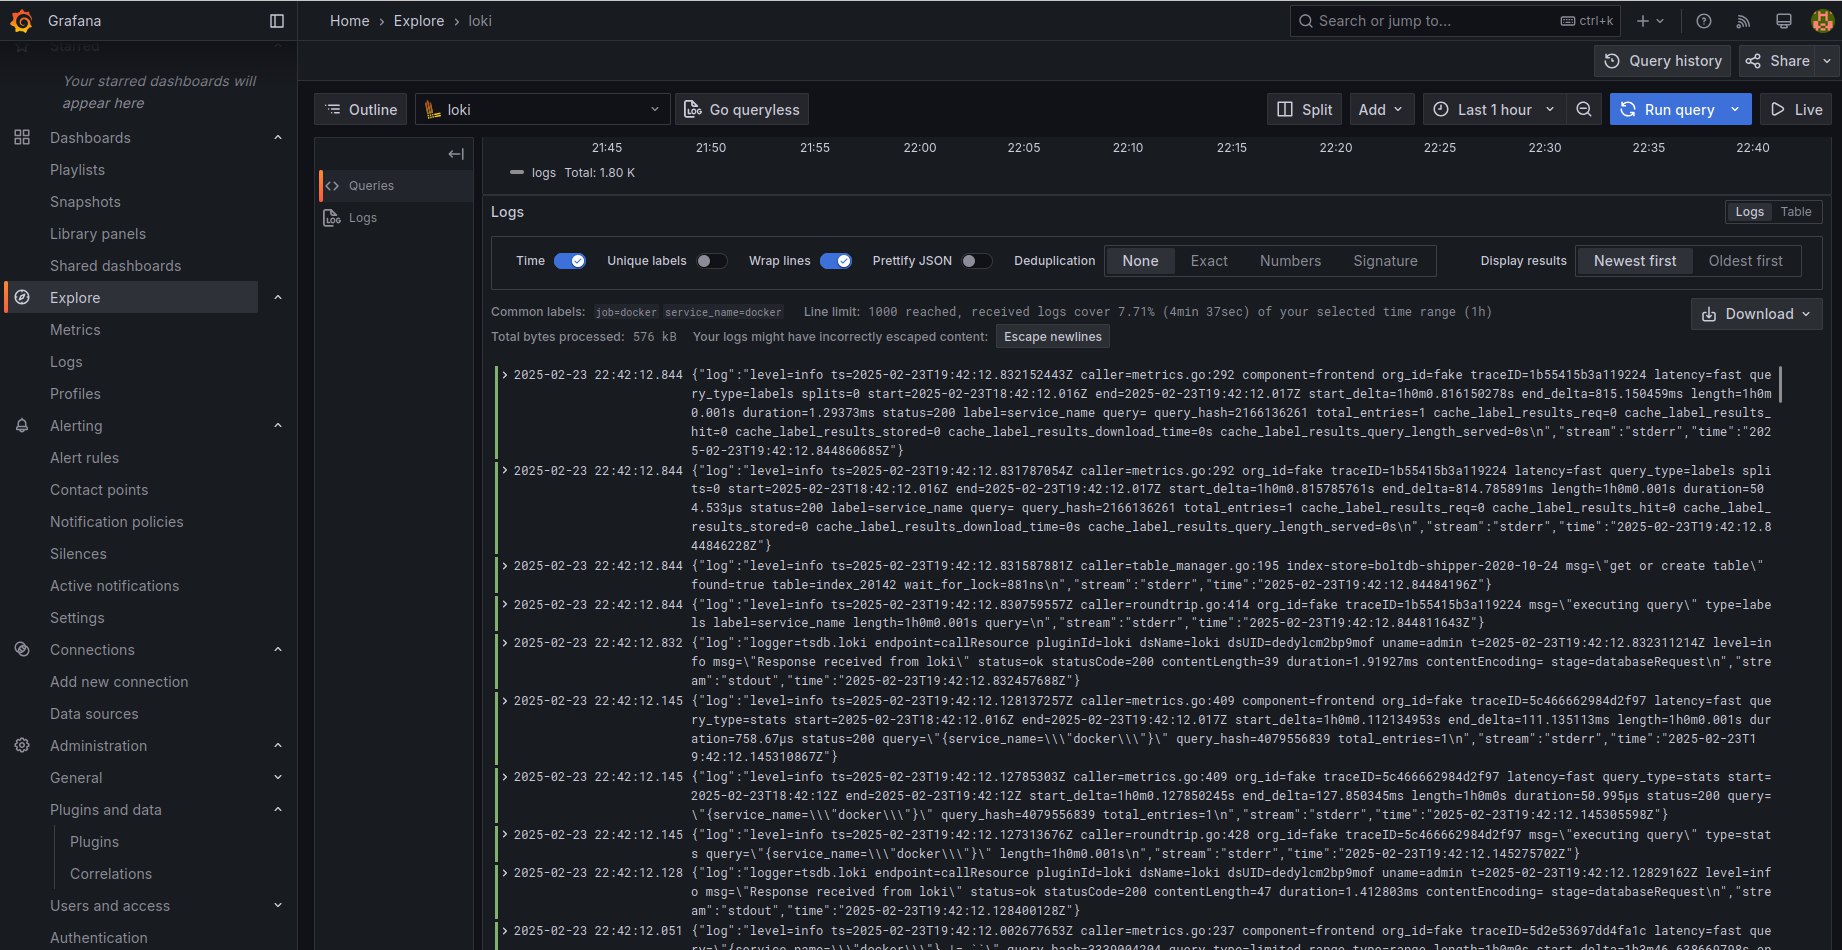 Grafana
Home › Explore › loki
Search or jump to...
ctrl+k
Starred
Query history
Share
Your starred dashboards will
appear here
Outline
loki
Go queryless
Split
Add
Last 1 hour
Run query
Live
Dashboards
Playlists
Snapshots
Library panels
Shared dashboards
Explore
Metrics
Logs
Profiles
Alerting
Alert rules
Contact points
Notification policies
Silences
Active notifications
Settings
Connections
Add new connection
Data sources
Administration
General
Plugins and data
Plugins
Correlations
Users and access
Authentication
Queries
Logs
21:45 21:50 21:55 22:00 22:05 22:10 22:15 22:20 22:25 22:30 22:35 22:40
logs Total: 1.80 K
Logs
Logs Table
Time Unique labels Wrap lines Prettify JSON Deduplication None Exact Numbers Signature Display results Newest first Oldest first
Common labels: job=docker service_name=docker Line limit: 1000 reached, received logs cover 7.71% (4min 37sec) of your selected time range (1h)
Download
Total bytes processed: 576 kB Your logs might have incorrectly escaped content: Escape newlines
2025-02-23 22:42:12.844 {"log":"level=info ts=2025-02-23T19:42:12.832152443Z caller=metrics.go:292 component=frontend org_id=fake traceID=1b55415b3a119224 latency=fast que
ry_type=labels splits=0 start=2025-02-23T18:42:12.016Z end=2025-02-23T19:42:12.017Z start_delta=1h0m0.816150278s end_delta=815.150459ms length=1h0m
0.001s duration=1.29373ms status=200 label=service_name query= query_hash=2166136261 total_entries=1 cache_label_results_req=0 cache_label_results_
hit=0 cache_label_results_stored=0 cache_label_results_download_time=0s cache_label_results_query_length_served=0s\n","stream":"stderr","time":"202
5-02-23T19:42:12.844860685Z"}
2025-02-23 22:42:12.844 {"log":"level=info ts=2025-02-23T19:42:12.831787054Z caller=metrics.go:292 org_id=fake traceID=1b55415b3a119224 latency=fast query_type=labels spli
ts=0 start=2025-02-23T18:42:12.016Z end=2025-02-23T19:42:12.017Z start_delta=1h0m0.815785761s end_delta=814.785891ms length=1h0m0.001s duration=50
4.533µs status=200 label=service_name query= query_hash=2166136261 total_entries=1 cache_label_results_req=0 cache_label_results_hit=0 cache_label_
results_stored=0 cache_label_results_download_time=0s cache_label_results_query_length_served=0s\n","stream":"stderr","time":"2025-02-23T19:42:12.8
44846228Z"}
2025-02-23 22:42:12.844 {"log":"level=info ts=2025-02-23T19:42:12.831587881Z caller=table_manager.go:195 index-store=boltdb-shipper-2020-10-24 msg=\"get or create table\"
found=true table=index_20142 wait_for_lock=881ns\n","stream":"stderr","time":"2025-02-23T19:42:12.84484196Z"}
2025-02-23 22:42:12.844 {"log":"level=info ts=2025-02-23T19:42:12.830759557Z caller=roundtrip.go:414 org_id=fake traceID=1b55415b3a119224 msg=\"executing query\" type=labe
ls label=service_name length=1h0m0.001s query=\n","stream":"stderr","time":"2025-02-23T19:42:12.844811643Z"}
2025-02-23 22:42:12.832 {"log":"logger=tsdb.loki endpoint=callResource pluginId=loki dsName=loki dsUID=dedylcm2bp9mof uname=admin t=2025-02-23T19:42:12.832311214Z level=in
fo msg=\"Response received from loki\" status=ok statusCode=200 contentLength=39 duration=1.91927ms contentEncoding= stage=databaseRequest\n","stre
am":"stdout","time":"2025-02-23T19:42:12.832457688Z"}
2025-02-23 22:42:12.145 {"log":"level=info ts=2025-02-23T19:42:12.128137257Z caller=metrics.go:409 component=frontend org_id=fake traceID=5c466662984d2f97 latency=fast que
ry_type=stats start=2025-02-23T18:42:12.016Z end=2025-02-23T19:42:12.017Z start_delta=1h0m0.112134953s end_delta=111.135113ms length=1h0m0.001s dur
ation=758.67µs status=200 query=\"{service_name=\\\"docker\\\"}\" query_hash=4079556839 total_entries=1\n","stream":"stderr","time":"2025-02-23T1
9:42:12.145310867Z"}
2025-02-23 22:42:12.145 {"log":"level=info ts=2025-02-23T19:42:12.12785303Z caller=metrics.go:409 org_id=fake traceID=5c466662984d2f97 latency=fast query_type=stats start=
2025-02-23T18:42:12Z end=2025-02-23T19:42:12Z start_delta=1h0m0.127850245s end_delta=127.850345ms length=1h0m0s duration=50.995µs status=200 query=
\"{service_name=\\\"docker\\\"}\" query_hash=4079556839 total_entries=1\n","stream":"stderr","time":"2025-02-23T19:42:12.145305598Z"}
2025-02-23 22:42:12.145 {"log":"level=info ts=2025-02-23T19:42:12.127313676Z caller=roundtrip.go:428 org_id=fake traceID=5c466662984d2f97 msg=\"executing query\" type=stat
s query=\"{service_name=\\\"docker\\\"}\" length=1h0m0.001s\n","stream":"stderr","time":"2025-02-23T19:42:12.145275702Z"}
2025-02-23 22:42:12.128 {"log":"logger=tsdb.loki endpoint=callResource pluginId=loki dsName=loki dsUID=dedylcm2bp9mof uname=admin t=2025-02-23T19:42:12.12829162Z level=inf
o msg=\"Response received from loki\" status=ok statusCode=200 contentLength=47 duration=1.412803ms contentEncoding= stage=databaseRequest\n","stre
am":"stdout","time":"2025-02-23T19:42:12.128400128Z"}
2025-02-23 22:42:12.051 {"log":"level=info ts=2025-02-23T19:42:12.002677653Z caller=metrics.go:237 component=frontend org_id=fake traceID=5d2e53697dd4fa1c latency=fast que